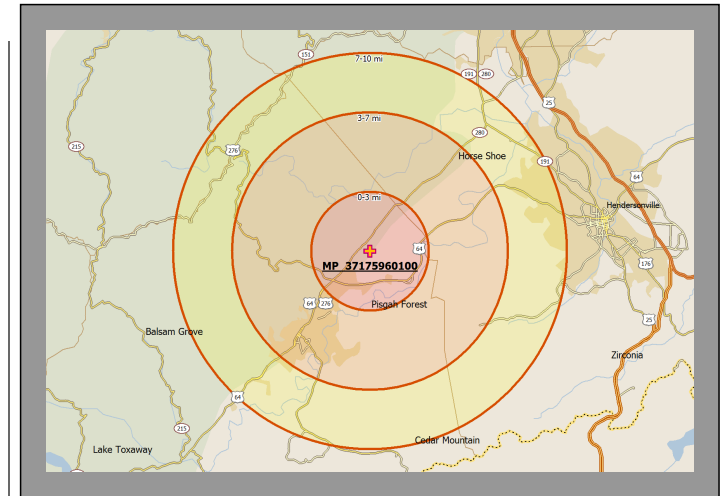 7-10 mi
151
191
280
25
3-7 mi
280
215
276
Horse Shoe
191
64
0-3 mi
Hendersonville
64
MP 37175960100
176
64
276
Pisgah Forest
25
Balsam Grove
Zirconia
64
215
Cedar Mountain
Lake Toxaway